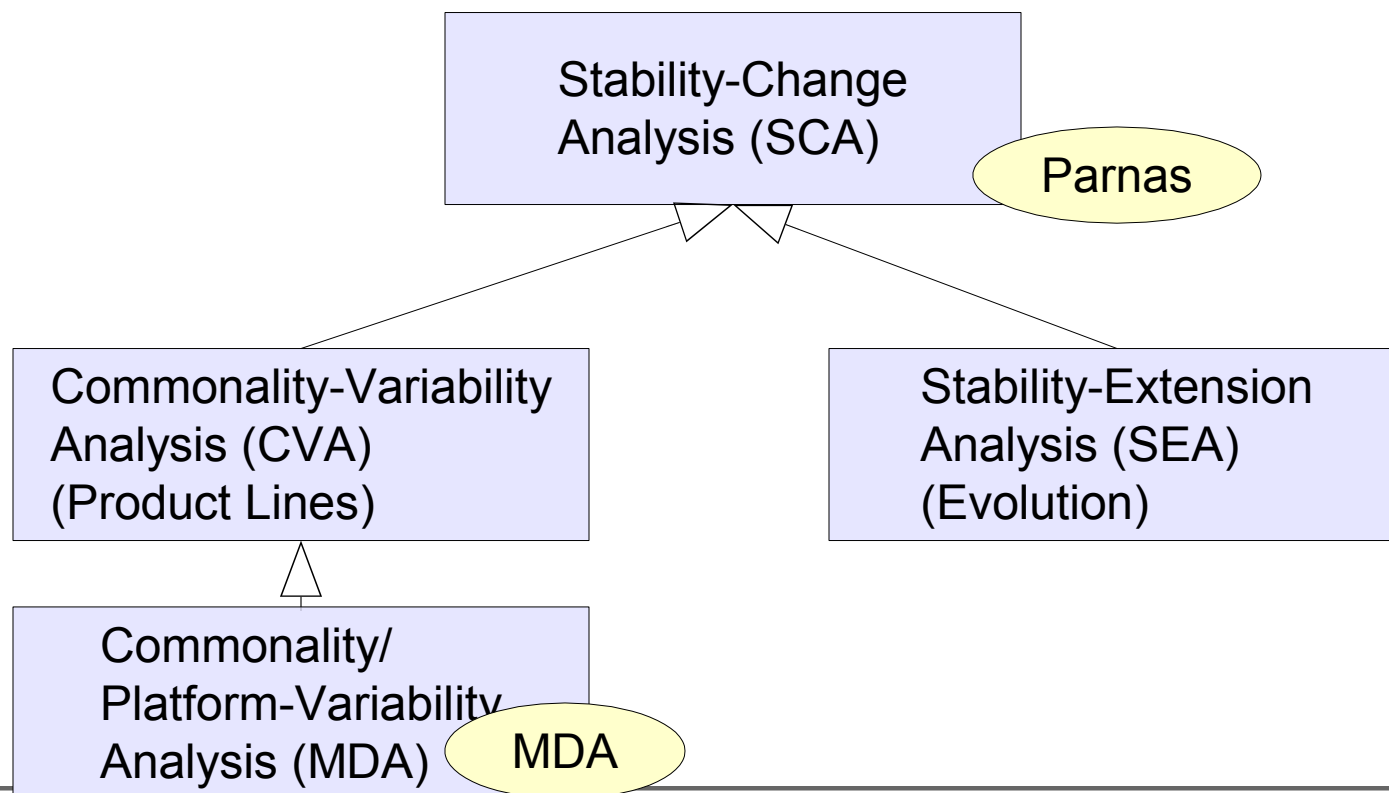 Stability-Change
Analysis (SCA)
Parnas
Commonality-Variability
Analysis (CVA)
(Product Lines)
Stability-Extension
Analysis (SEA)
(Evolution)
Commonality/
Platform-Variability
Analysis (MDA)
MDA